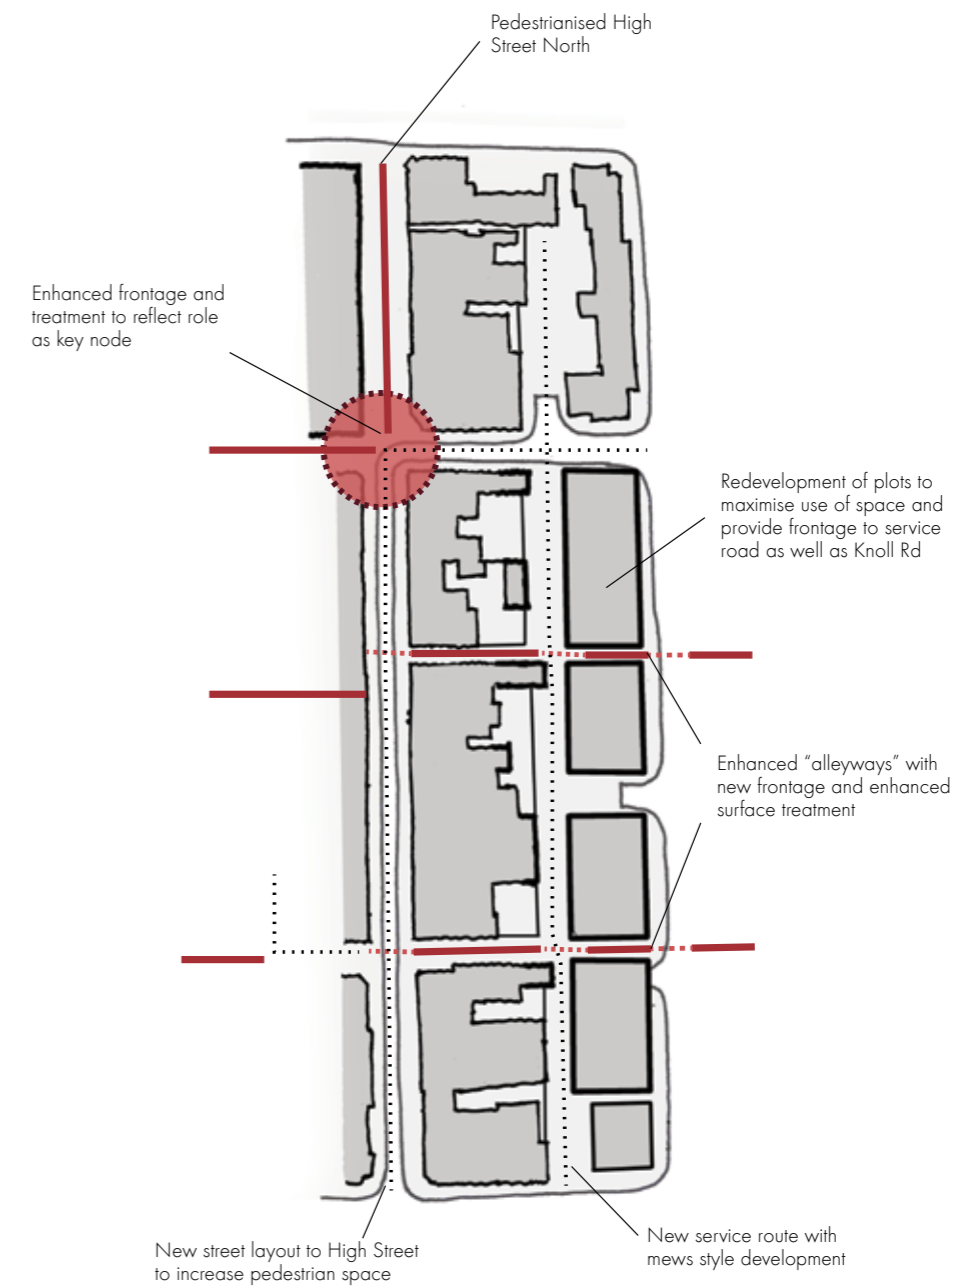 Pedestrianised High
Street North
Enhanced frontage and
treatment to reflect role
as key node
Redevelopment of plots to
maximise use of space and
provide frontage to service
road as well as Knoll Rd
Enhanced “alleyways” with
new frontage and enhanced
surface treatment
New service route with
mews style development
New street layout to High Street
to increase pedestrian space